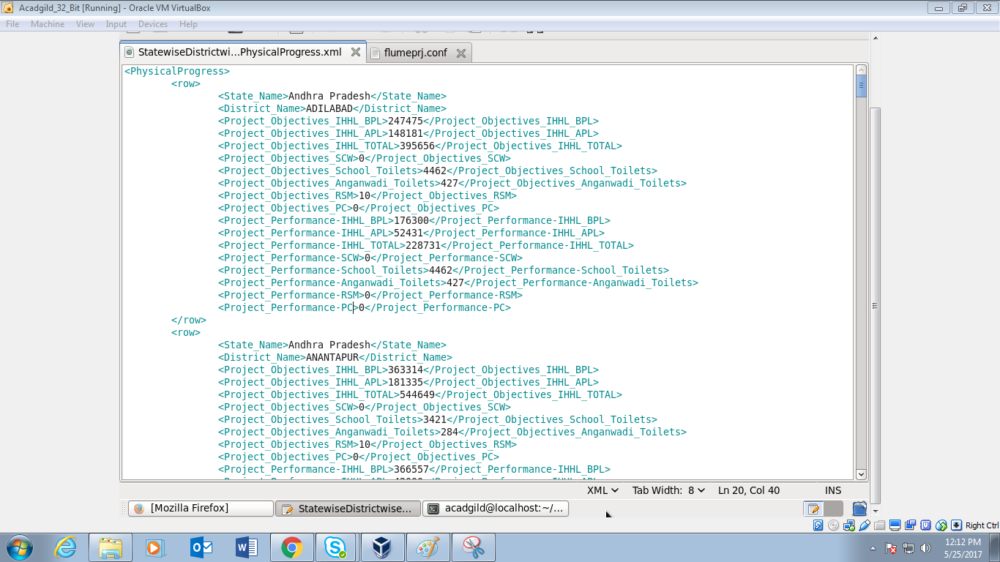 Acadgild_32_Bit [Running] - Oracle VM VirtualBox
File Machine View Input Devices Help
StatewiseDistrictwi...PhysicalProgress.xml flumeprj.conf
<PhysicalProgress>
<row>
<State_Name>Andhra Pradesh</State_Name>
<District_Name>ADILABAD</District_Name>
<Project_Objectives_IHHL_BPL>247475</Project_Objectives_IHHL_BPL>
<Project_Objectives_IHHL_APL>148181</Project_Objectives_IHHL_APL>
<Project_Objectives_IHHL_TOTAL>395656</Project_Objectives_IHHL_TOTAL>
<Project_Objectives_SCW>0</Project_Objectives_SCW>
<Project_Objectives_School_Toilets>4462</Project_Objectives_School_Toilets>
<Project_Objectives_Anganwadi_Toilets>427</Project_Objectives_Anganwadi_Toilets>
<Project_Objectives_RSM>10</Project_Objectives_RSM>
<Project_Objectives_PC>0</Project_Objectives_PC>
<Project_Performance-IHHL_BPL>176300</Project_Performance-IHHL_BPL>
<Project_Performance-IHHL_APL>52431</Project_Performance-IHHL_APL>
<Project_Performance-IHHL_TOTAL>228731</Project_Performance-IHHL_TOTAL>
<Project_Performance-SCW>0</Project_Performance-SCW>
<Project_Performance-School_Toilets>4462</Project_Performance-School_Toilets>
<Project_Performance-Anganwadi_Toilets>427</Project_Performance-Anganwadi_Toilets>
<Project_Performance-RSM>0</Project_Performance-RSM>
<Project_Performance-PC>0</Project_Performance-PC>
</row>
<row>
<State_Name>Andhra Pradesh</State_Name>
<District_Name>ANANTAPUR</District_Name>
<Project_Objectives_IHHL_BPL>363314</Project_Objectives_IHHL_BPL>
<Project_Objectives_IHHL_APL>181335</Project_Objectives_IHHL_APL>
<Project_Objectives_IHHL_TOTAL>544649</Project_Objectives_IHHL_TOTAL>
<Project_Objectives_SCW>0</Project_Objectives_SCW>
<Project_Objectives_School_Toilets>3421</Project_Objectives_School_Toilets>
<Project_Objectives_Anganwadi_Toilets>284</Project_Objectives_Anganwadi_Toilets>
<Project_Objectives_RSM>10</Project_Objectives_RSM>
<Project_Objectives_PC>0</Project_Objectives_PC>
<Project_Performance-IHHL_BPL>366557</Project_Performance-IHHL_BPL>
XML Tab Width: 8 Ln 20, Col 40 INS
[Mozilla Firefox] StatewiseDistrictwise... acadgild@localhost:~/...
Right Ctrl
12:12 PM
5/25/2017